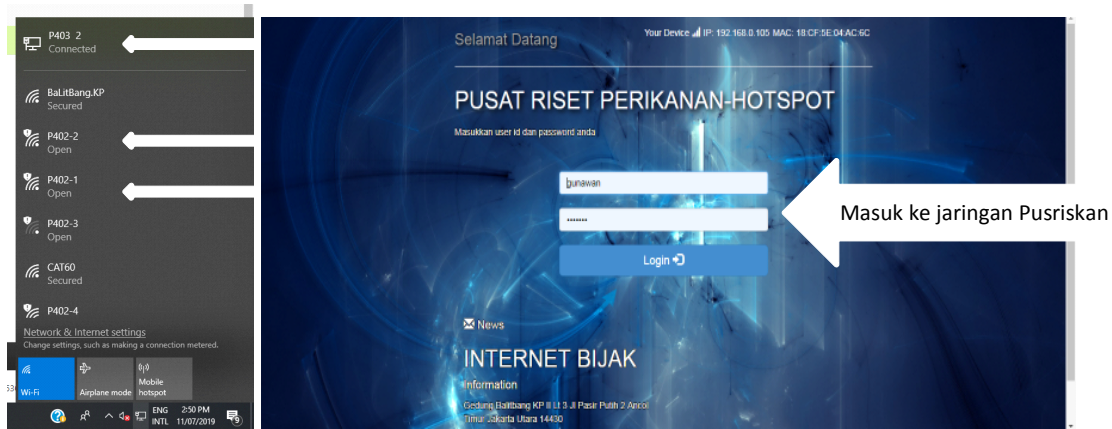 P403 2
Connected
BaLitBang.KP
Secured
P402-2
Open
P402-1
Open
P402-3
Open
CAT60
Secured
P402-4
Network & Internet settings
Change settings, such as making a connection metered.
Wi-Fi
Airplane mode
Mobile hotspot
ENG
INTL
2:50 PM
11/07/2019
Selamat Datang
Your Device IP: 192.168.0.105 MAC: 18:CF:5E:04:AC:6C
PUSAT RISET PERIKANAN-HOTSPOT
Masukkan user id dan password anda
gunawan
Login
News
INTERNET BIJAK
Information
Gedung Balitbang KP II Lt 3 Jl Pasir Putih 2 Ancol
Timur Jakarta Utara 14430
Masuk ke jaringan Pusriskan